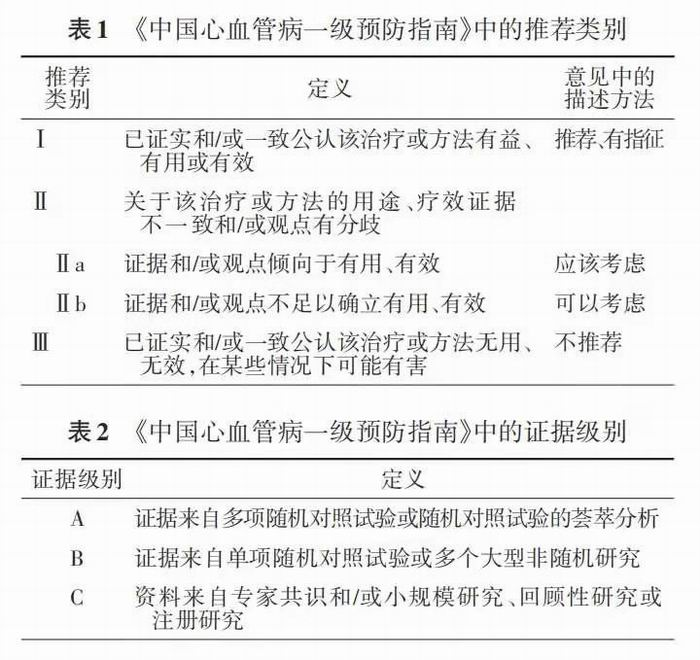 表1 《中国心血管病一级预防指南》中的推荐类别
推荐类别 定义 意见中的描述方法
Ⅰ 已证实和/或一致公认该治疗或方法有益、 推荐、有指征
有用或有效
Ⅱ 关于该治疗或方法的用途、疗效证据
不一致和/或观点有分歧
Ⅱa 证据和/或观点倾向于有用、有效 应该考虑
Ⅱb 证据和/或观点不足以确立有用、有效 可以考虑
Ⅲ 已证实和/或一致公认该治疗或方法无用、 不推荐
无效,在某些情况下可能有害
表2 《中国心血管病一级预防指南》中的证据级别
证据级别 定义
A 证据来自多项随机对照试验或随机对照试验的荟萃分析
B 证据来自单项随机对照试验或多个大型非随机研究
C 资料来自专家共识和/或小规模研究、回顾性研究或
注册研究